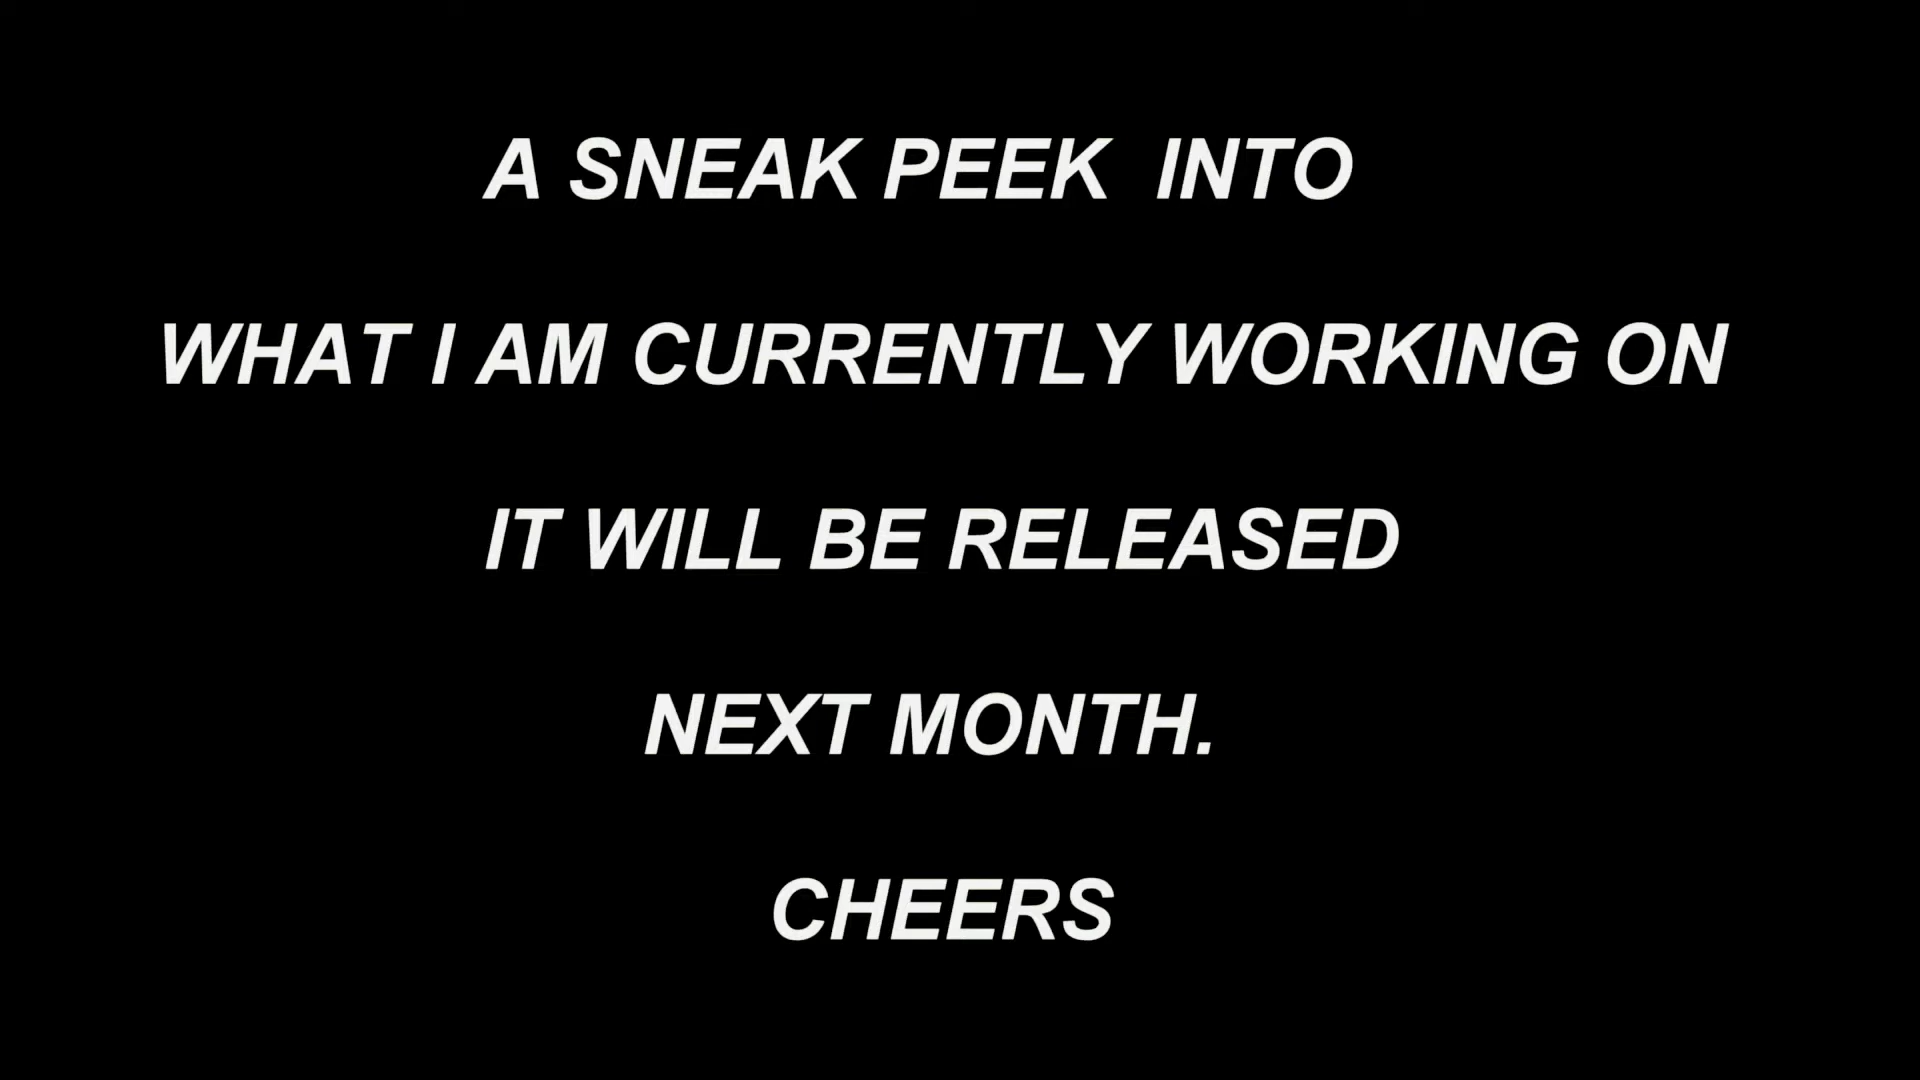 A SNEAK PEEK  INTO
WHAT I AM CURRENTLY WORKING ON
IT WILL BE RELEASED
NEXT MONTH.
CHEERS